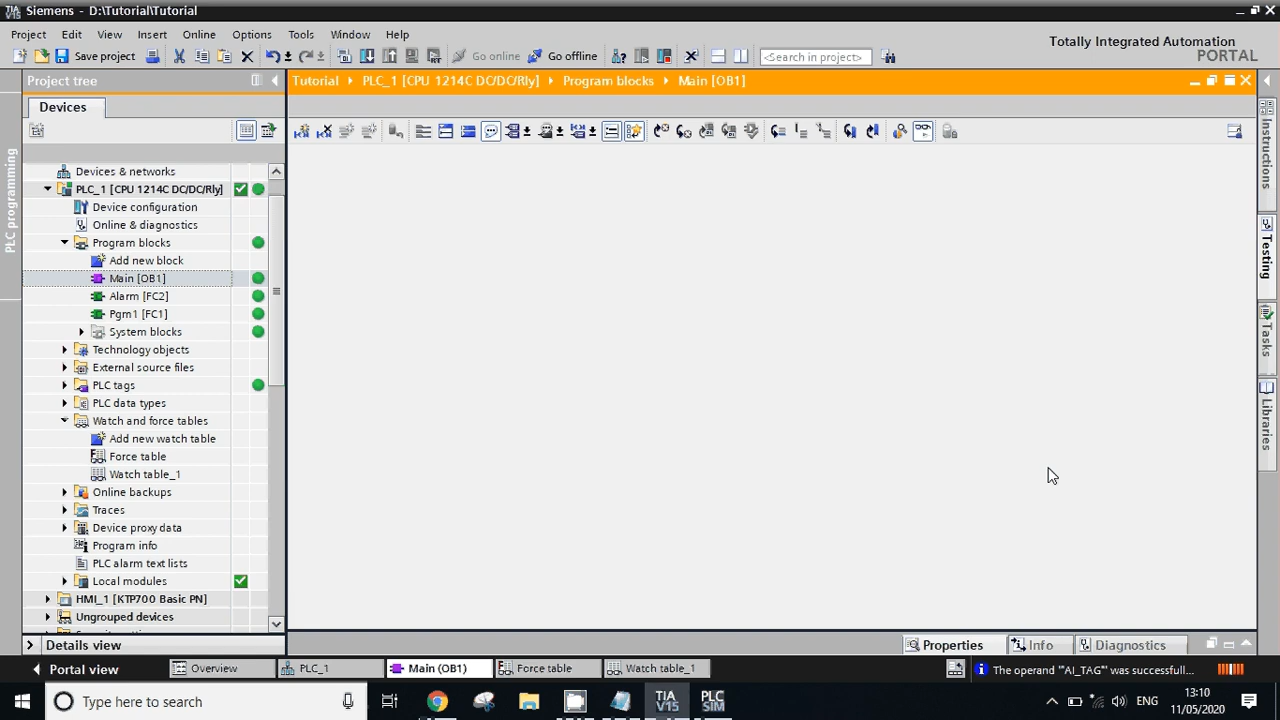 Siemens - D:\Tutorial\Tutorial
TIA V15
Project Edit View Insert Online Options Tools Window Help
Totally Integrated Automation
PORTAL
Save project
Go online
Go offline
<Search in project>
Project tree
Tutorial
PLC_1 [CPU 1214C DC/DC/Rly]
Program blocks
Main [OB1]
Devices
Devices & networks
PLC_1 [CPU 1214C DC/DC/Rly]
Device configuration
Online & diagnostics
Program blocks
Add new block
Main [OB1]
Alarm [FC2]
Pgrn1 [FC1]
System blocks
Technology objects
External source files
PLC tags
PLC data types
Watch and force tables
Add new watch table
Force table
Watch table_1
Online backups
Traces
Device proxy data
Program info
PLC alarm text lists
Local modules
HMI_1 [KTP700 Basic PN]
Ungrouped devices
PLC programming
Instructions
Testing
Tasks
Libraries
Details view
Properties
Info
Diagnostics
Portal view
Overview
PLC_1
Main (OB1)
Force table
Watch table_1
The operand '"AI_TAG"' was successfull...
Type here to search
TIA V15
PLC SIM
ENG
13:10
11/05/2020